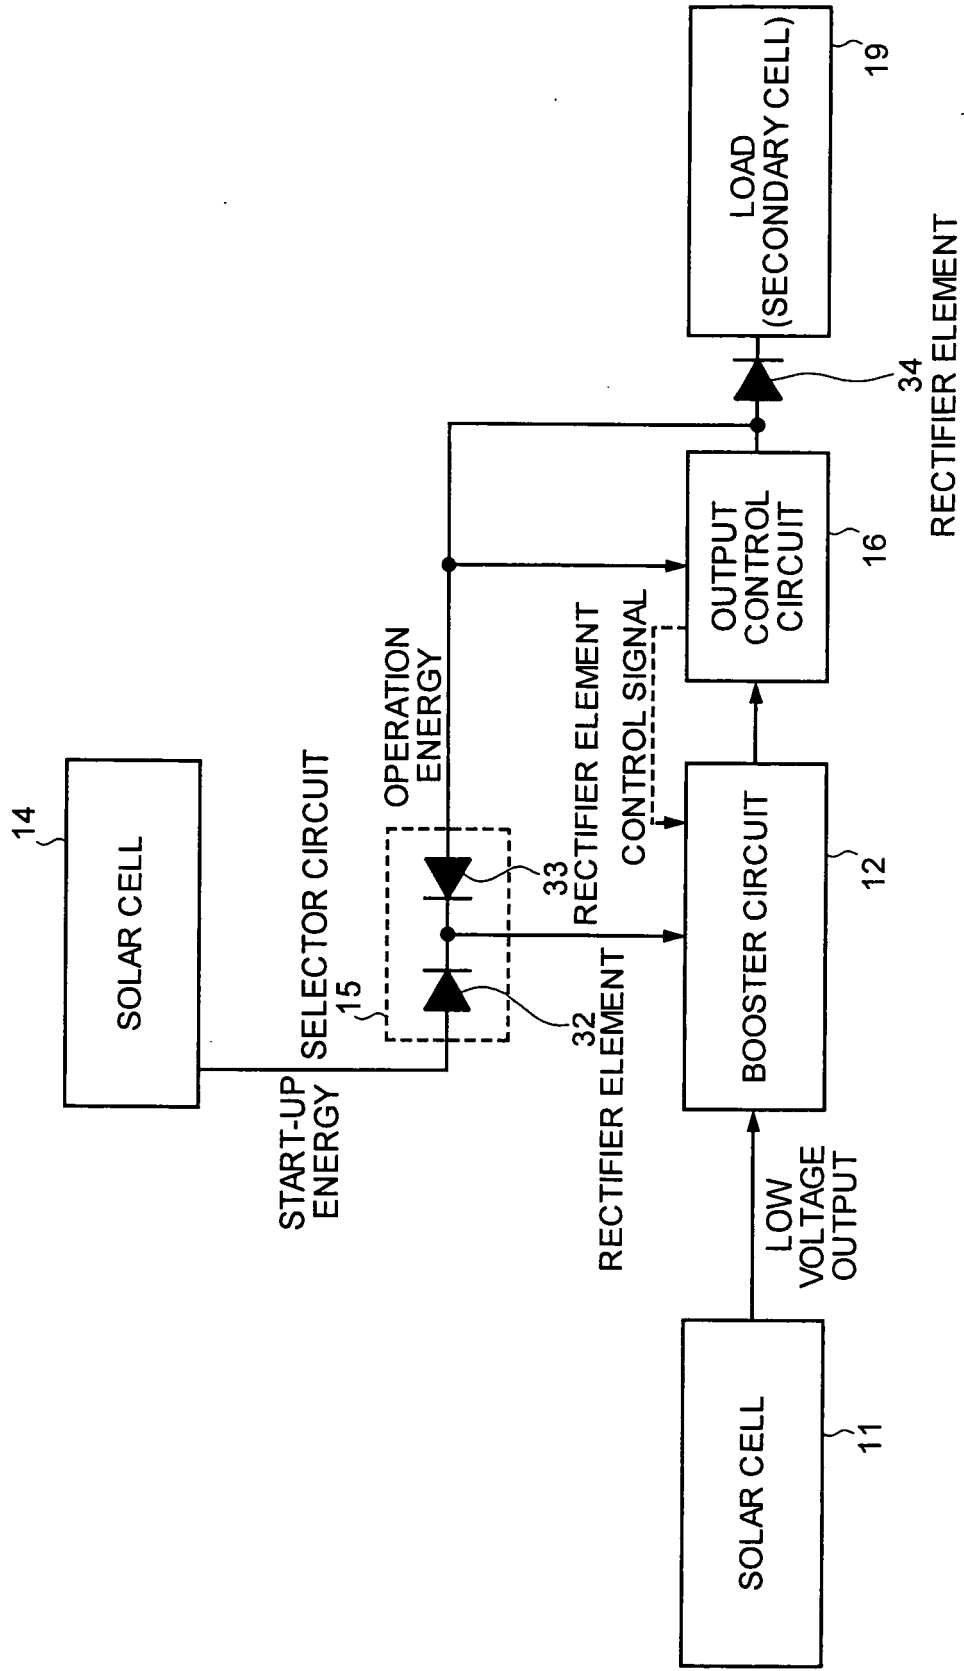 14
SOLAR CELL
START-UP
ENERGY
SELECTOR CIRCUIT
15
OPERATION
ENERGY
32
RECTIFIER ELEMENT
33
RECTIFIER ELEMENT
CONTROL SIGNAL
SOLAR CELL
11
LOW
VOLTAGE
OUTPUT
BOOSTER CIRCUIT
12
OUTPUT
CONTROL
CIRCUIT
16
34
RECTIFIER ELEMENT
LOAD
(SECONDARY CELL)
19